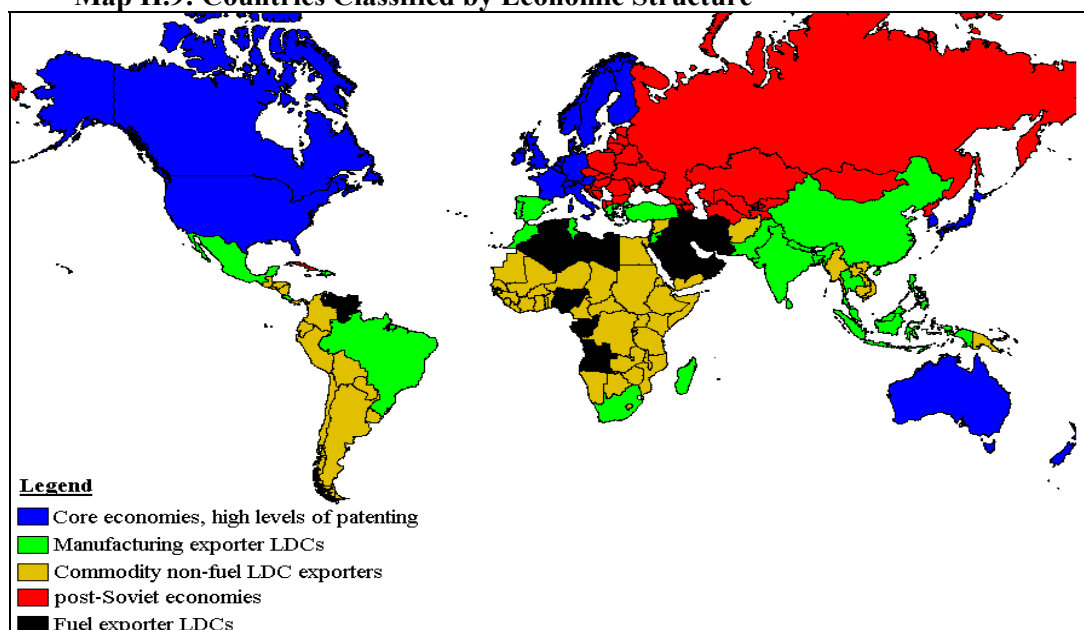 Map II.9: Countries Classified by Economic Structure
Legend
Core economies, high levels of patenting
Manufacturing exporter LDCs
Commodity non-fuel LDC exporters
post-Soviet economies
Fuel exporter LDCs